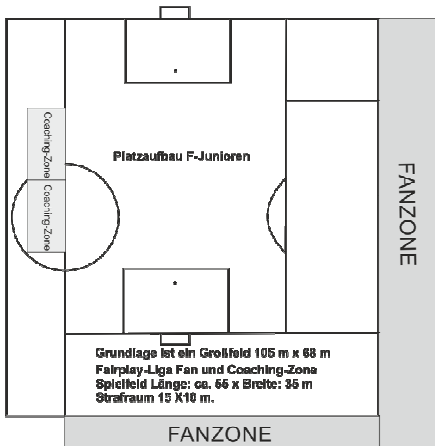 Coaching-Zone
Coaching-Zone
Platzaufbau F-Junioren
FANZONE
Grundlage ist ein Großfeld 105 m x 68 m
Fairplay-Liga Fan und Coaching-Zone
Spielfeld Länge: ca. 55 x Breite: 35 m
Strafraum 15 X10 m.
FANZONE